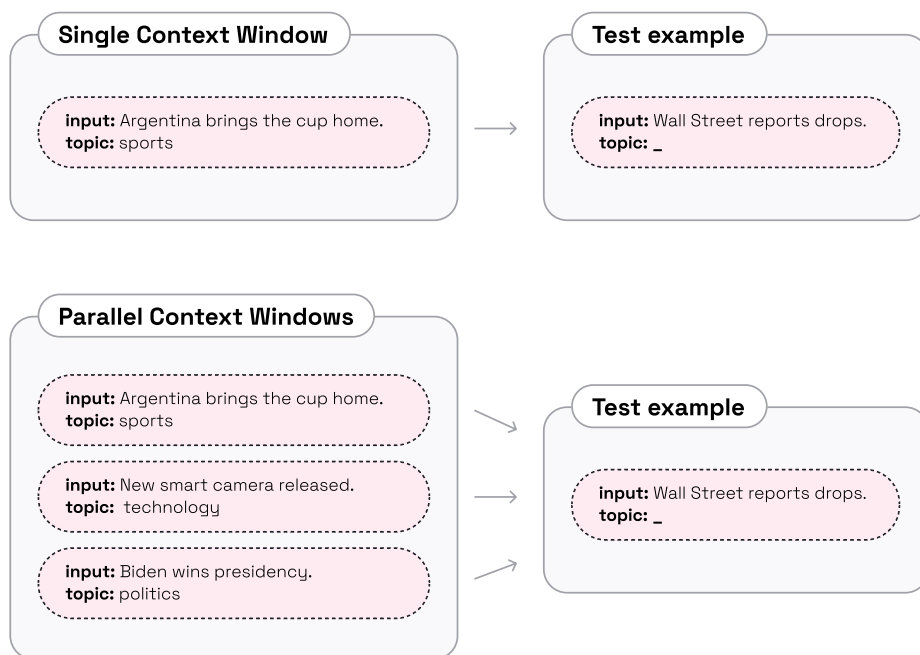 Single Context Window
input: Argentina brings the cup home.
topic: sports
Test example
input: Wall Street reports drops.
topic: _
Parallel Context Windows
input: Argentina brings the cup home.
topic: sports
input: New smart camera released.
topic: technology
input: Biden wins presidency.
topic: politics
Test example
input: Wall Street reports drops.
topic: _